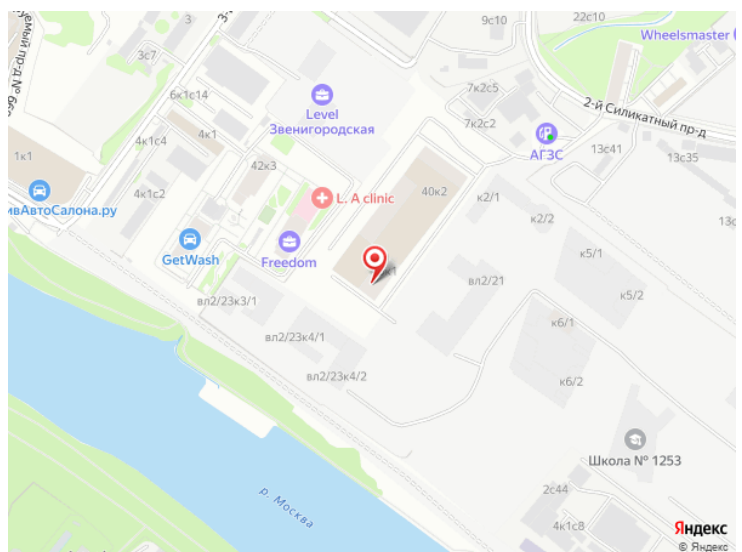 9с10
22с10
Wheelsmaster
3-
3с7
6к1с14
Level
Звенигородская
7к2с5
7к2с2
2-й Силикатный пр-д
АГЗС
13с41
13с35
4к1с4
4к1
1к1
42к3
4к1с2
L. A clinic
40к2
к2/1
ивАвтоСалона.ру
к2/2
GetWash
Freedom
к5/1
вл2/21
к5/2
вл2/23к3/1
вл2/23к4/1
к6/1
вл2/23к4/2
к6/2
Школа № 1253
р. Москва
2с44
4к1с8
Яндекс
© Яндекс